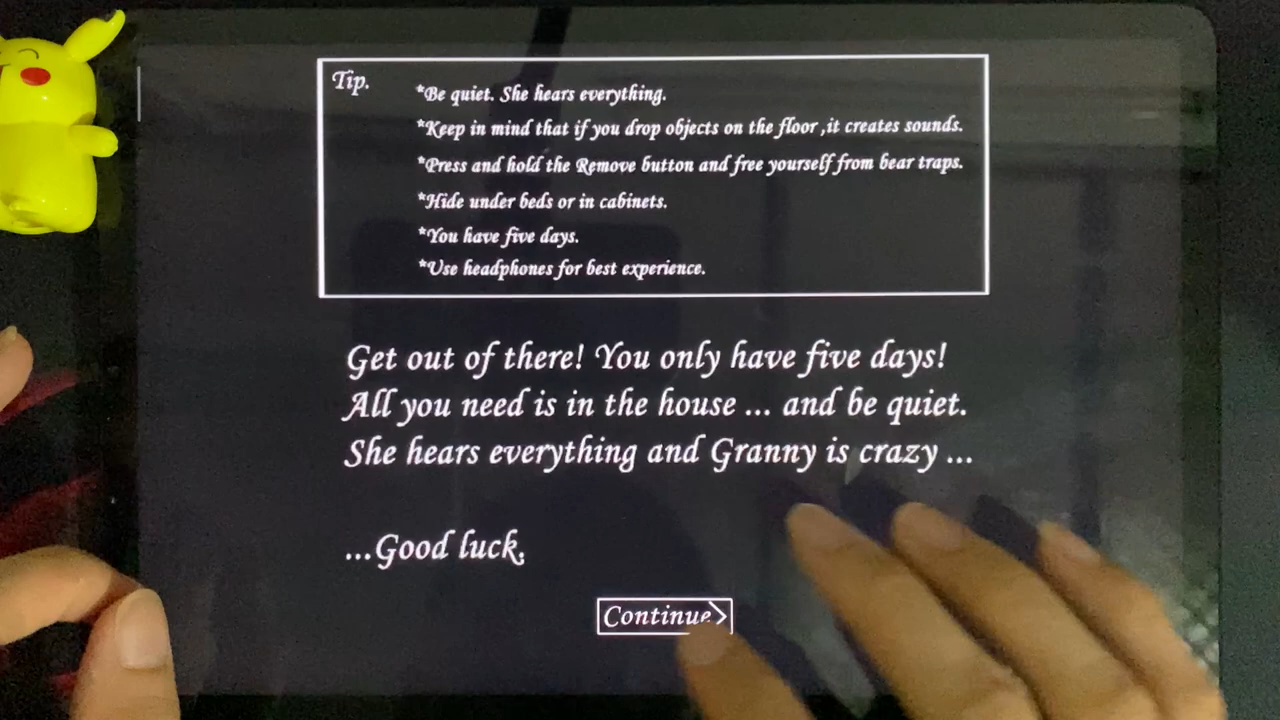 Tip.
*Be quiet. She hears everything.
*Keep in mind that if you drop objects on the floor ,it creates sounds.
*Press and hold the Remove button and free yourself from bear traps.
*Hide under beds or in cabinets.
*You have five days.
*Use headphones for best experience.
Get out of there! You only have five days!
All you need is in the house ... and be quiet.
She hears everything and Granny is crazy ...
...Good luck.
Continue>